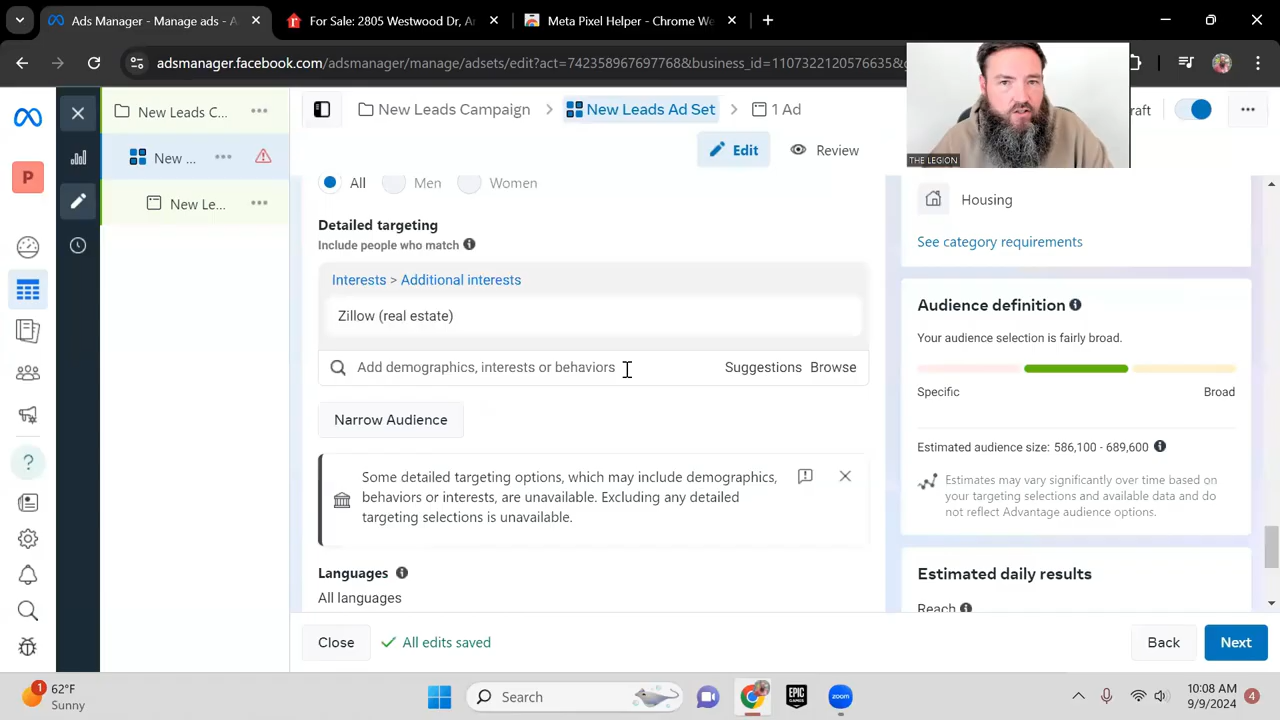 Ads Manager - Manage ads - A
For Sale: 2805 Westwood Dr, Ar
Meta Pixel Helper - Chrome We
adsmanager.facebook.com/adsmanager/manage/adsets/edit?act=742358967697768&business_id=1107322120576635&g
THE LEGION
New Leads C...
New ...
New Le...
P
New Leads Campaign
New Leads Ad Set
1 Ad
raft
Edit
Review
All
Men
Women
Detailed targeting
Include people who match
Interests > Additional interests
Zillow (real estate)
Add demographics, interests or behaviors
Suggestions
Browse
Narrow Audience
Some detailed targeting options, which may include demographics,
behaviors or interests, are unavailable. Excluding any detailed
targeting selections is unavailable.
Languages
All languages
Housing
See category requirements
Audience definition
Your audience selection is fairly broad.
Specific
Broad
Estimated audience size: 586,100 - 689,600
Estimates may vary significantly over time based on
your targeting selections and available data and do
not reflect Advantage audience options.
Estimated daily results
Reach
Close
All edits saved
Back
Next
1
62°F
Sunny
Search
EPIC
GAMES
zoom
10:08 AM
9/9/2024
4